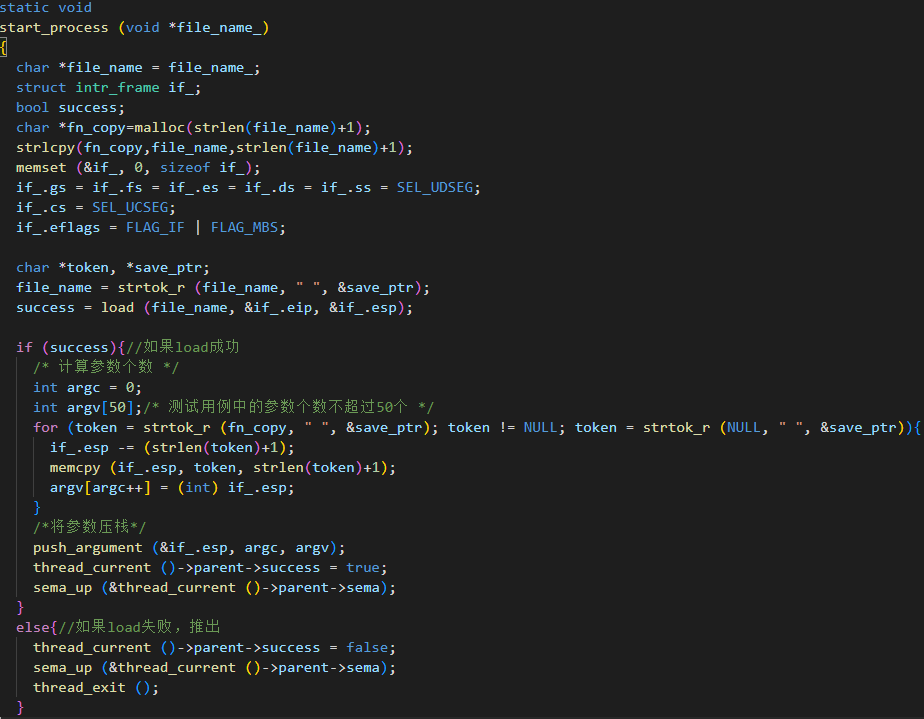 static void
start_process (void *file_name_)
{
  char *file_name = file_name_;
  struct intr_frame if_;
  bool success;
  char *fn_copy=malloc(strlen(file_name)+1);
  strlcpy(fn_copy,file_name,strlen(file_name)+1);
  memset (&if_, 0, sizeof if_);
  if_.gs = if_.fs = if_.es = if_.ds = if_.ss = SEL_UDSEG;
  if_.cs = SEL_UCSEG;
  if_.eflags = FLAG_IF | FLAG_MBS;

  char *token, *save_ptr;
  file_name = strtok_r (file_name, " ", &save_ptr);
  success = load (file_name, &if_.eip, &if_.esp);

  if (success){//如果load成功
    /* 计算参数个数 */
    int argc = 0;
    int argv[50];/* 测试用例中的参数个数不超过50个 */
    for (token = strtok_r (fn_copy, " ", &save_ptr); token != NULL; token = strtok_r (NULL, " ", &save_ptr)){
      if_.esp -= (strlen(token)+1);
      memcpy (if_.esp, token, strlen(token)+1);
      argv[argc++] = (int) if_.esp;
    }
    /*将参数压栈*/
    push_argument (&if_.esp, argc, argv);
    thread_current ()->parent->success = true;
    sema_up (&thread_current ()->parent->sema);
  }
  else{//如果load失败，推出
    thread_current ()->parent->success = false;
    sema_up (&thread_current ()->parent->sema);
    thread_exit ();
  }